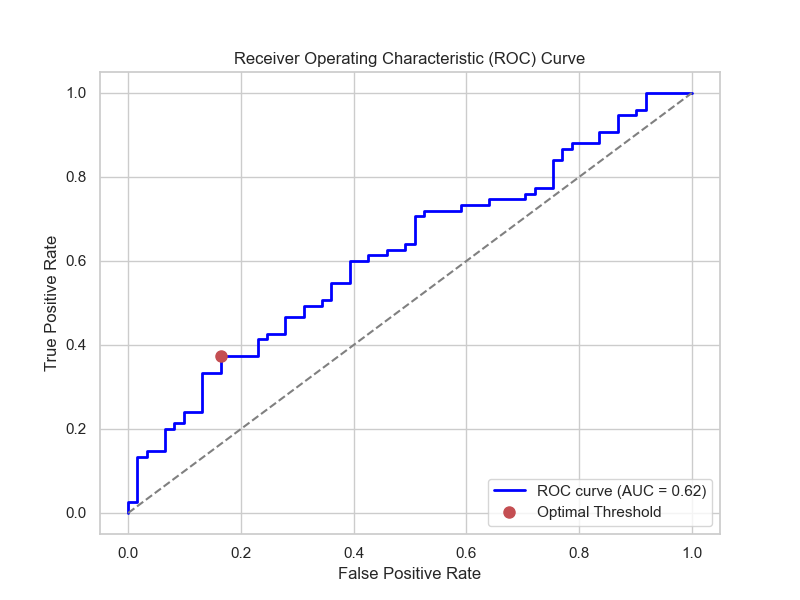 Receiver Operating Characteristic (ROC) Curve
True Positive Rate
1.0
0.8
0.6
0.4
0.2
0.0
ROC curve (AUC = 0.62)
Optimal Threshold
0.0 0.2 0.4 0.6 0.8 1.0
False Positive Rate